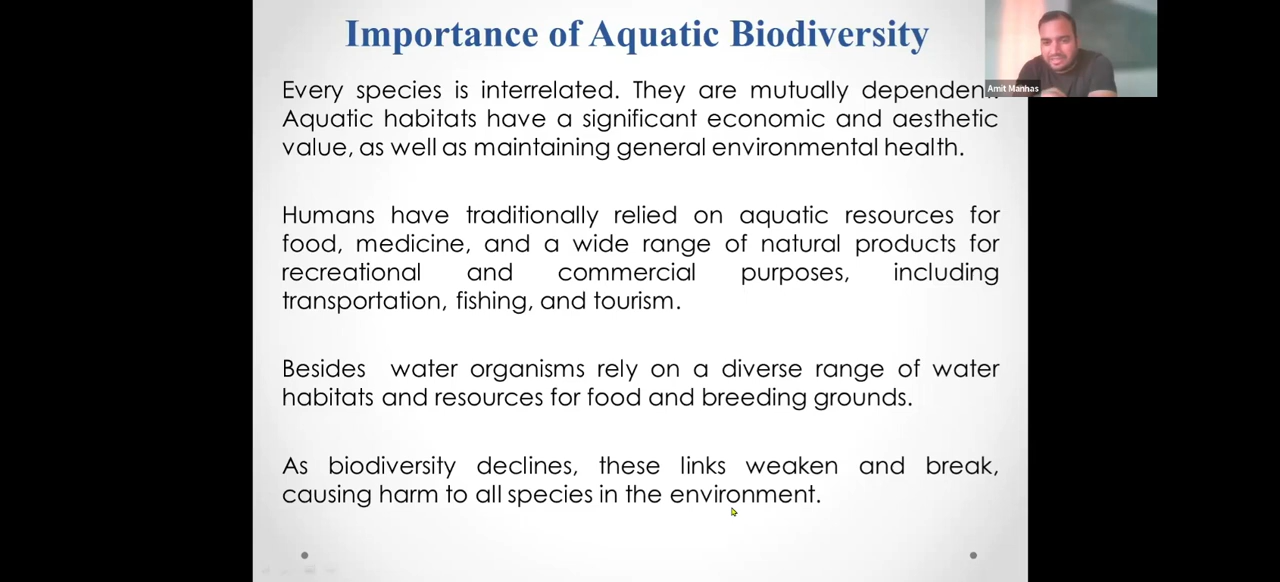 Importance of Aquatic Biodiversity
Amit Manhas
Every species is interrelated. They are mutually
Aquatic habitats have a significant economic and aesthetic
value, as well as maintaining general environmental health.
Humans have traditionally relied on aquatic resources for
food, medicine, and a wide range of natural products for
recreational and commercial purposes, including
transportation, fishing, and tourism.
Besides water organisms rely on a diverse range of water
habitats and resources for food and breeding grounds.
As biodiversity declines, these links weaken and break,
causing harm to all species in the environment.